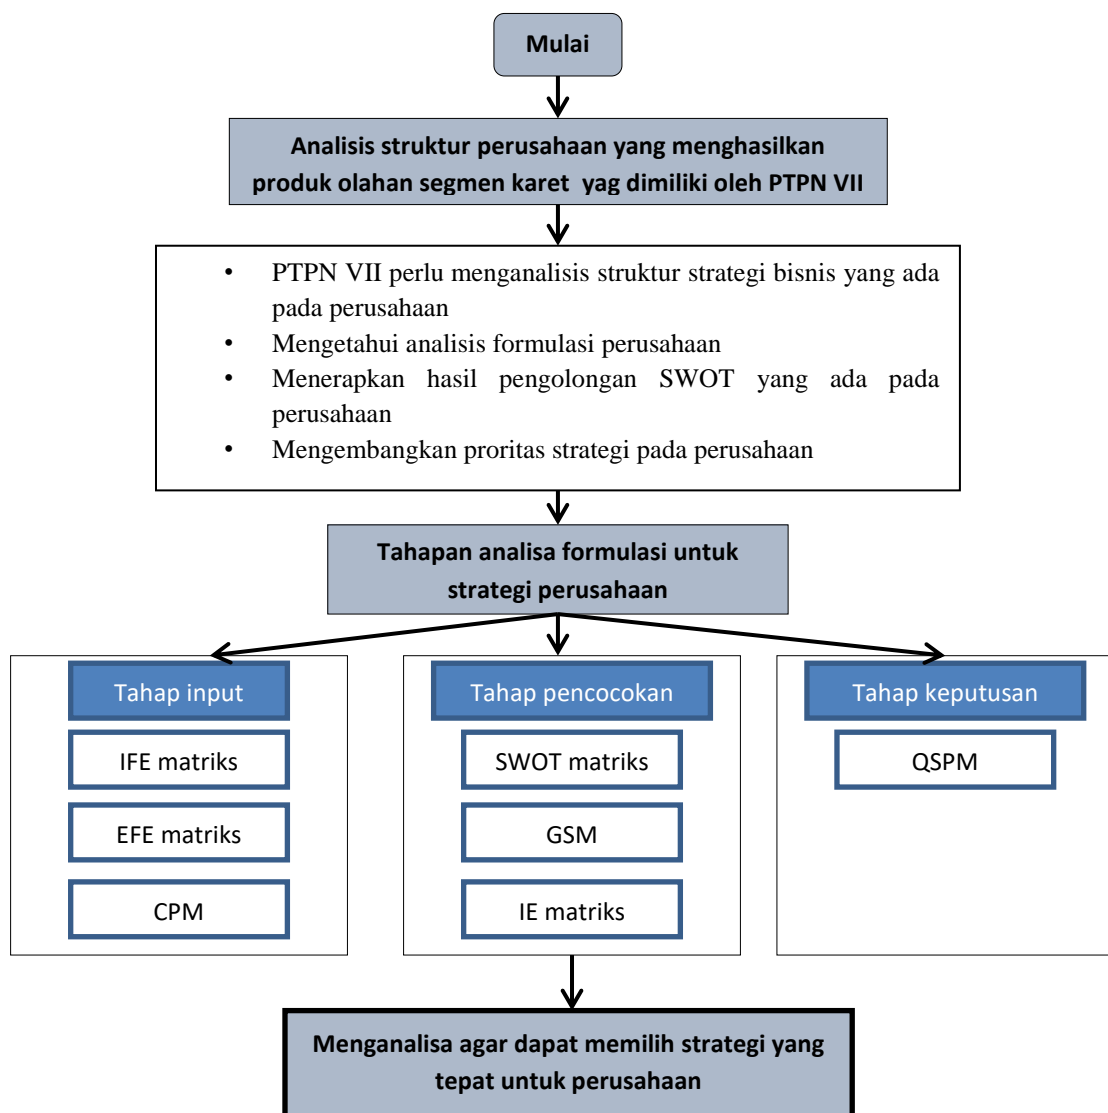 Mulai
Analisis struktur perusahaan yang menghasilkan
produk olahan segmen karet yag dimiliki oleh PTPN VII
• PTPN VII perlu menganalisis struktur strategi bisnis yang ada
pada perusahaan
• Mengetahui analisis formulasi perusahaan
• Menerapkan hasil pengolongan SWOT yang ada pada
perusahaan
• Mengembangkan proritas strategi pada perusahaan
Tahapan analisa formulasi untuk
strategi perusahaan
Tahap input
IFE matriks
EFE matriks
CPM
Tahap pencocokan
SWOT matriks
GSM
IE matriks
Tahap keputusan
QSPM
Menganalisa agar dapat memilih strategi yang
tepat untuk perusahaan